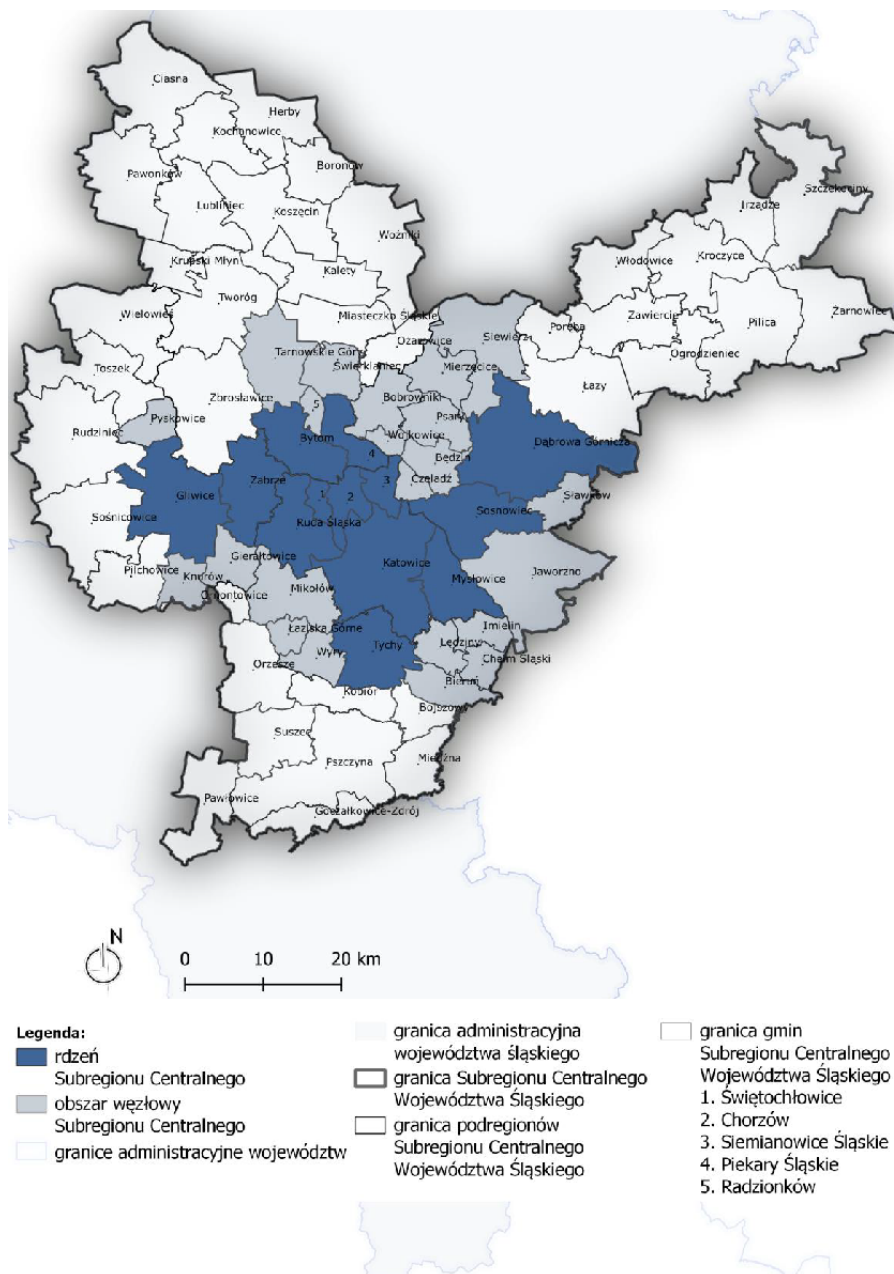 Ciasna
Herby
Kochanowice
Boronów
Pawonków
Szczekociny
Lubliniec
Irządze
Koszęcin
Woźniki
Kroczyce
Krupski Młyn
Włodowice
Kalety
Tworóg
Wielowieś
Miasteczko Śląskie
Zawiercie
Żarnowiec
Pilica
Poręba
Ożarowice
Siewierz
Tarnowskie Góry
Ogrodzieniec
Świerklaniec
Mierzęcice
Toszek
Łazy
Zbrosławice
Bobrowniki
5
Psary
Pyskowice
Rudziniec
Wojkowice
Bytom
Dąbrowa Górnicza
4
Będzin
Zabrze
3
Czeladź
Gliwice
1
2
Sławków
Sosnowiec
Sośnicowice
Ruda Śląska
Gierałtowice
Katowice
Pilchowice
Knurów
Mysłowice
Jaworzno
Mikołów
Ornontowice
Imielin
Łaziska Górne
Lędziny
Tychy
Wyry
Chełm Śląski
Orzesze
Bieruń
Kobiór
Bojszowy
Suszec
Miedźna
Pszczyna
Pawłowice
Goczałkowice-Zdrój
N
0 10 20 km
Legenda:
rdzeń
Subregionu Centralnego
obszar węzłowy
Subregionu Centralnego
granice administracyjne województw
granica administracyjna
województwa śląskiego
granica Subregionu Centralnego
Województwa Śląskiego
granica podregionów
Subregionu Centralnego
Województwa Śląskiego
granica gmin
Subregionu Centralnego
Województwa Śląskiego
1. Świętochłowice
2. Chorzów
3. Siemianowice Śląskie
4. Piekary Śląskie
5. Radzionków